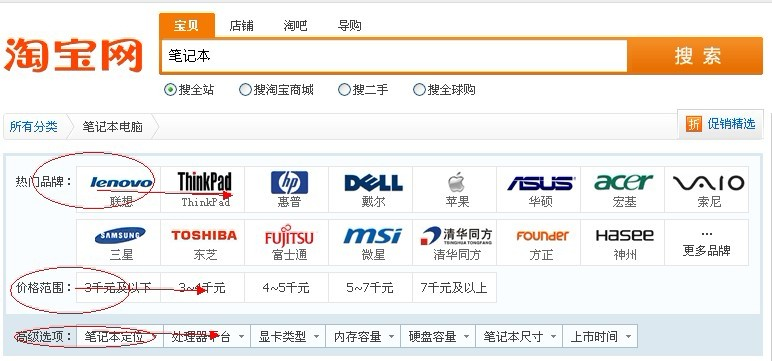 宝贝 店铺 淘吧 导购
淘宝网 笔记本 搜索
搜全站 搜淘宝商城 搜二手 搜全球购
所有分类 笔记本电脑 折 促销精选
热门品牌： lenovo ThinkPad hp DELL ASUS acer VAIO
联想 ThinkPad 惠普 戴尔 苹果 华硕 宏基 索尼
SAMSUNG TOSHIBA FUJITSU msi 清华同方 TSINGHUA TONGFANG FOUNDER HASEE ...
三星 东芝 富士通 微星 清华同方 方正 神州 更多品牌
价格范围： 3千元及以下 3~4千元 4~5千元 5~7千元 7千元及以上
高级选项： 笔记本定位 处理器平台 显卡类型 内存容量 硬盘容量 笔记本尺寸 上市时间